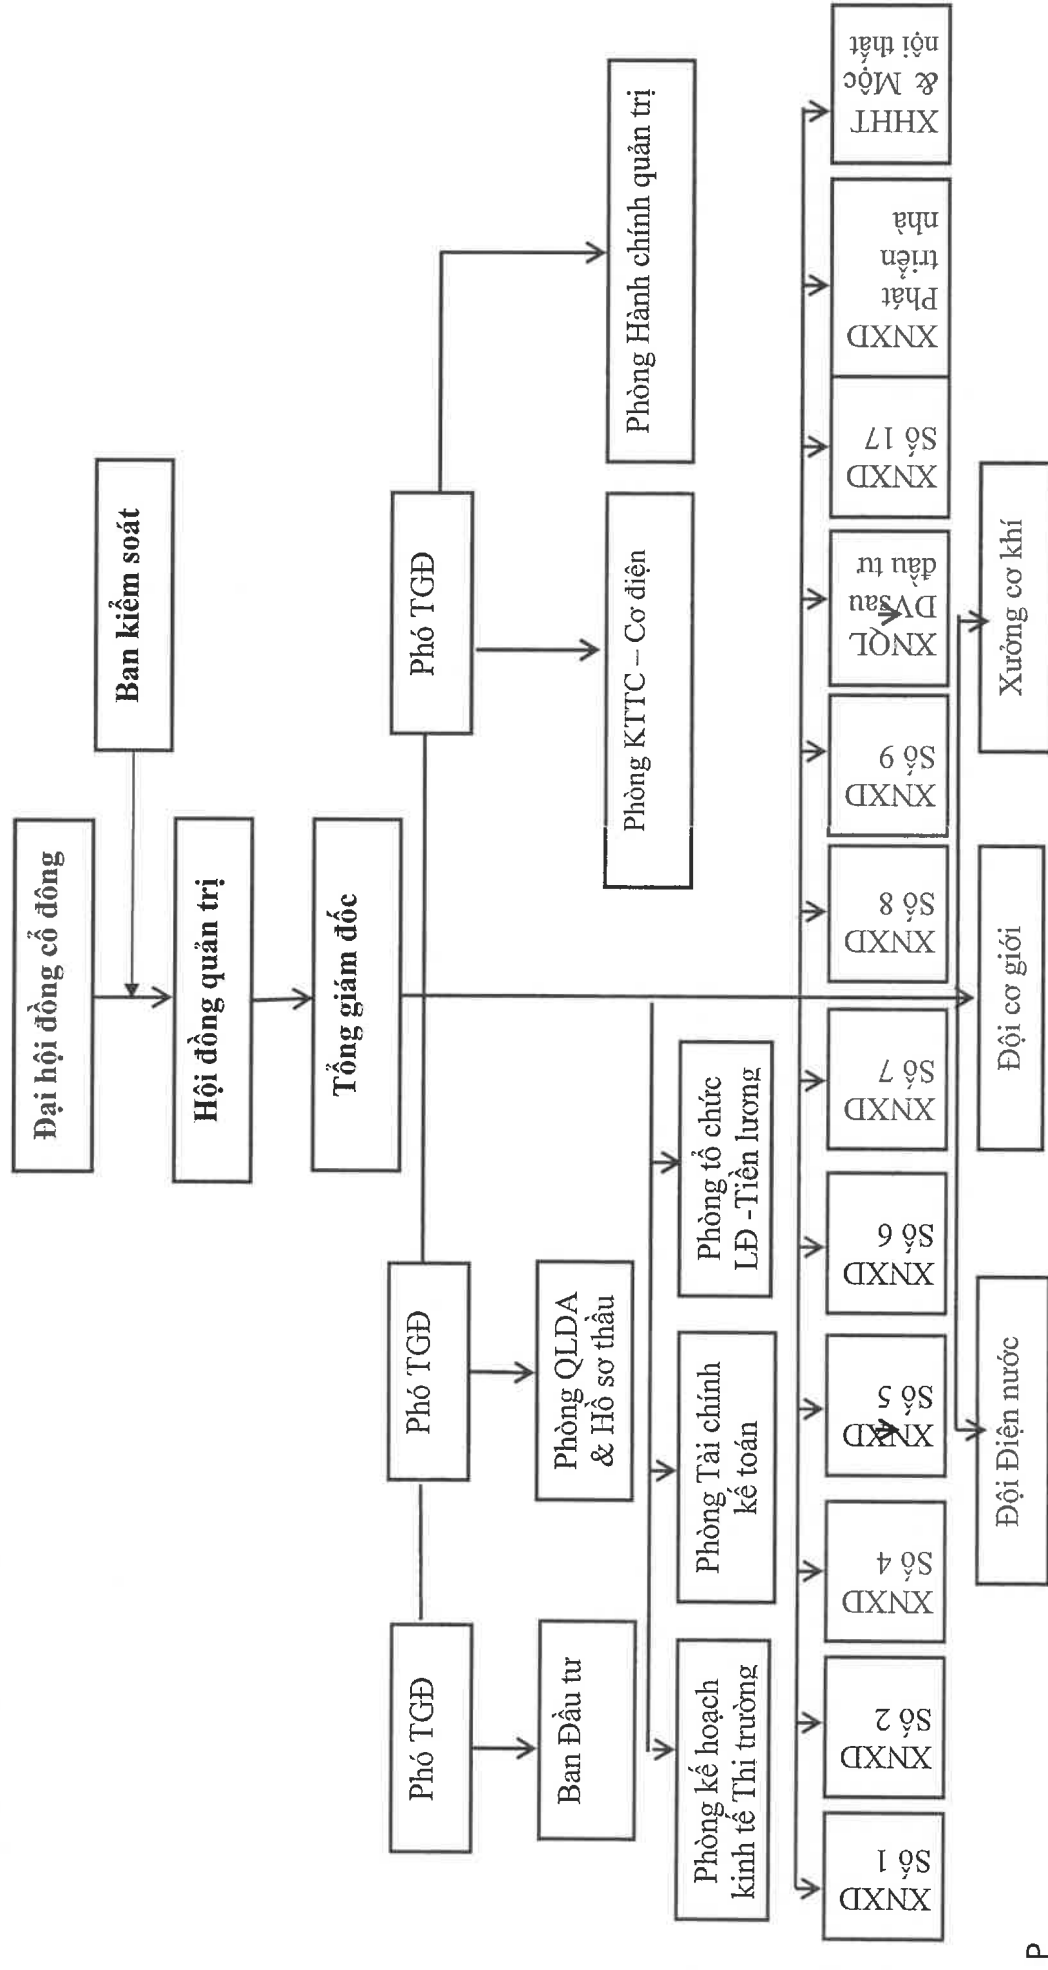 Đại hội đồng cổ đông
Ban kiểm soát
Hội đồng quản trị
Tổng giám đốc
Phó TGĐ
Phó TGĐ
Phó TGĐ
Ban Đầu tư
Phòng QLDA
& Hồ sơ thầu
Phòng KTTC – Cơ điện
Phòng Hành chính quản trị
Phòng kế hoạch
kinh tế Thị trường
Phòng Tài chính
kế toán
Phòng tổ chức
LĐ -Tiền lương
XNXD
Số 1
XNXD
Số 2
XNXD
Số 4
XNXD
Số 5
XNXD
Số 6
XNXD
Số 7
XNXD
Số 8
XNXD
Số 9
XNQL
DVSau
đầu tư
XNXD
Số 17
XNXD
Phát
triển
nhà
XHHT
& Mộc
nội thất
Đội Điện nước
Đội cơ giới
Xưởng cơ khí
P